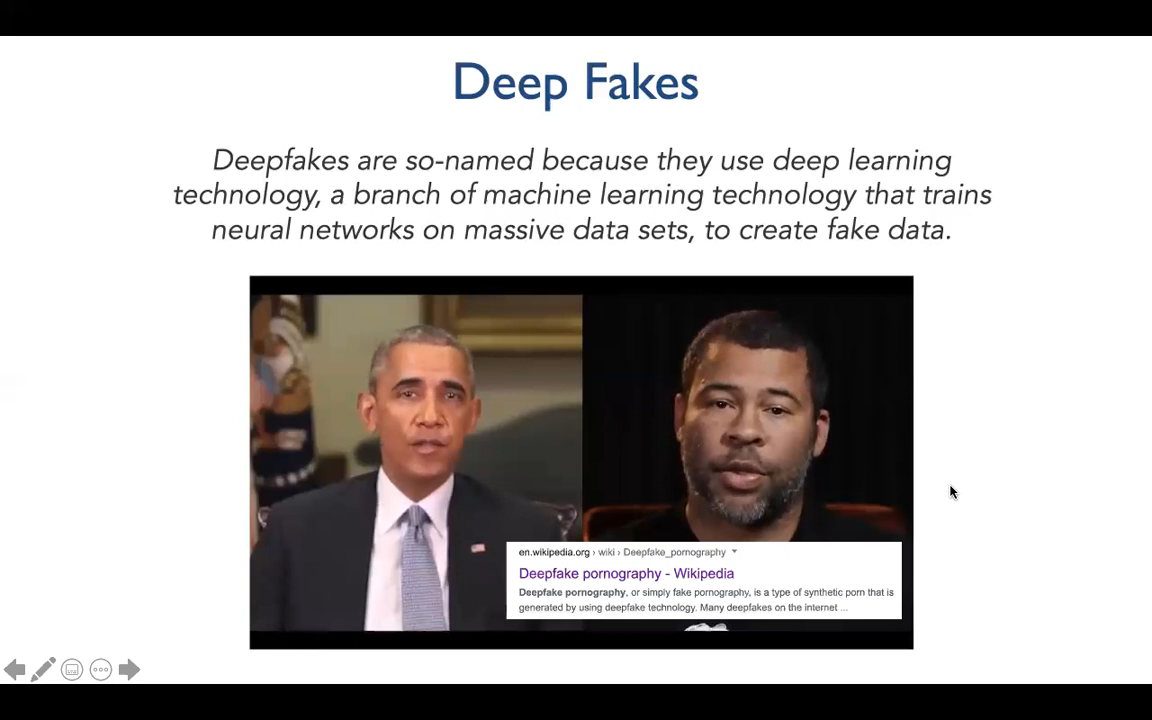 Deep Fakes
Deepfakes are so-named because they use deep learning
technology, a branch of machine learning technology that trains
neural networks on massive data sets, to create fake data.
en.wikipedia.org › wiki › Deepfake_pornography
Deepfake pornography - Wikipedia
Deepfake pornography, or simply fake pornography, is a type of synthetic porn that is
generated by using deepfake technology. Many deepfakes on the internet ...